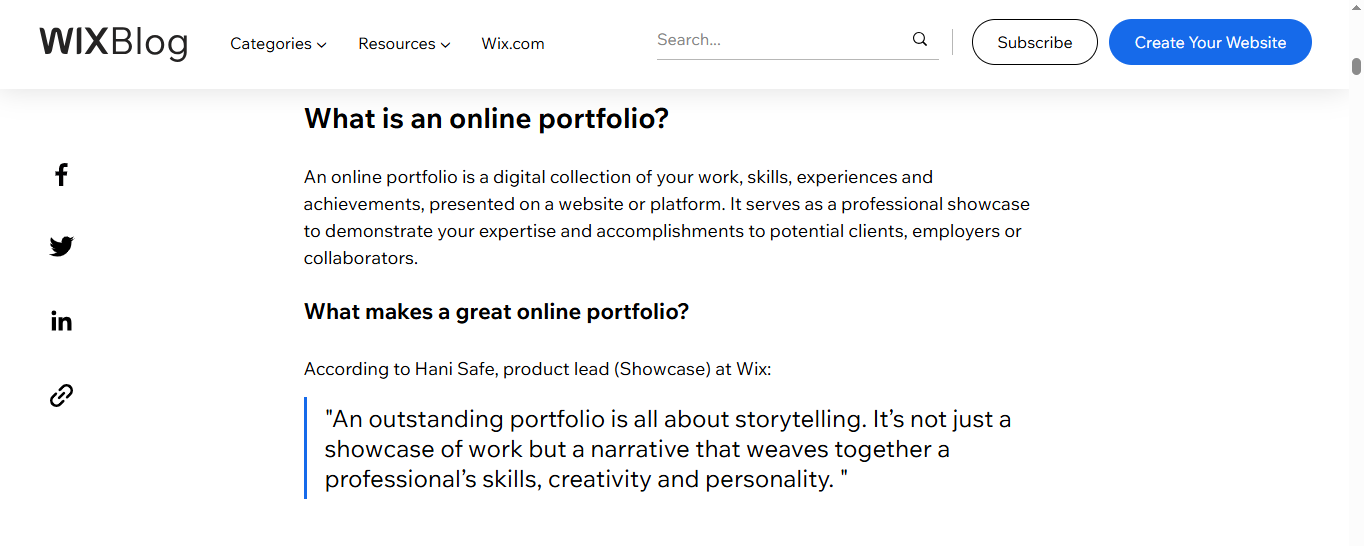 WIXBlog
Categories
Resources
Wix.com
Search...
Subscribe
Create Your Website
What is an online portfolio?
An online portfolio is a digital collection of your work, skills, experiences and
achievements, presented on a website or platform. It serves as a professional showcase
to demonstrate your expertise and accomplishments to potential clients, employers or
collaborators.
What makes a great online portfolio?
According to Hani Safe, product lead (Showcase) at Wix:
"An outstanding portfolio is all about storytelling. It’s not just a
showcase of work but a narrative that weaves together a
professional’s skills, creativity and personality. "